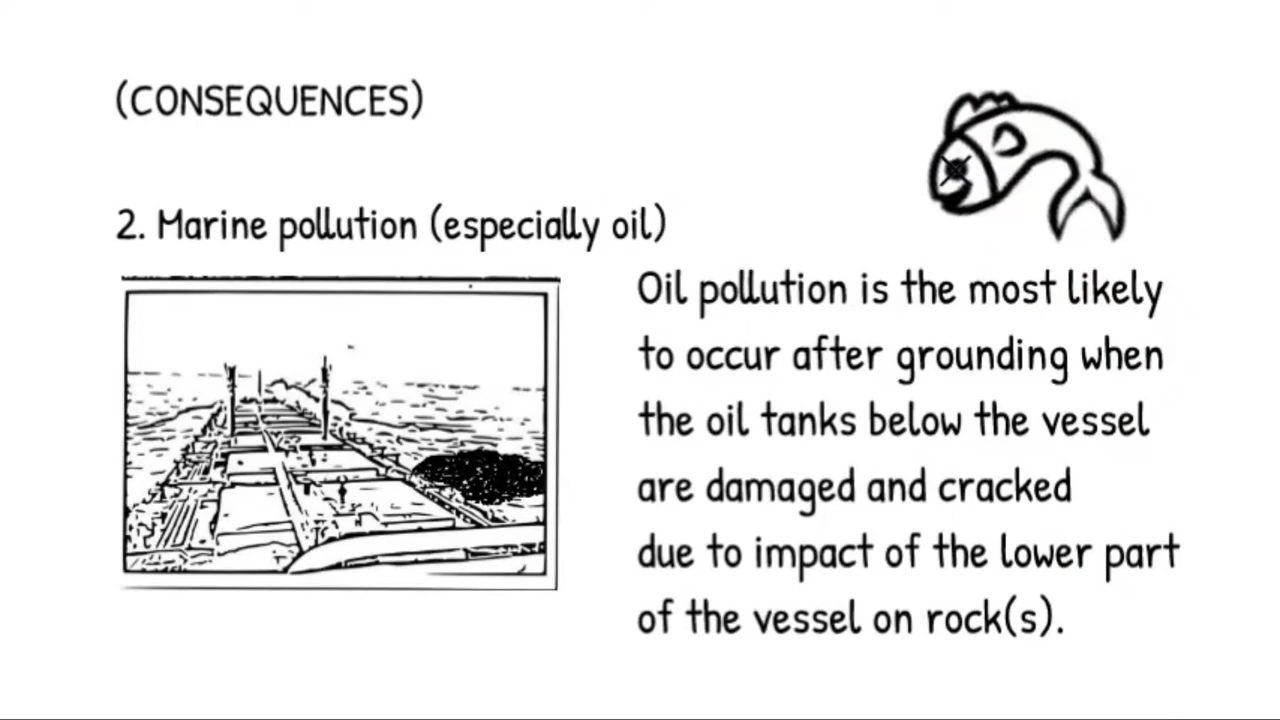 (CONSEQUENCES)
2. Marine pollution (especially oil)
Oil pollution is the most likely
to occur after grounding when
the oil tanks below the vessel
are damaged and cracked
due to impact of the lower part
of the vessel on rock(s).